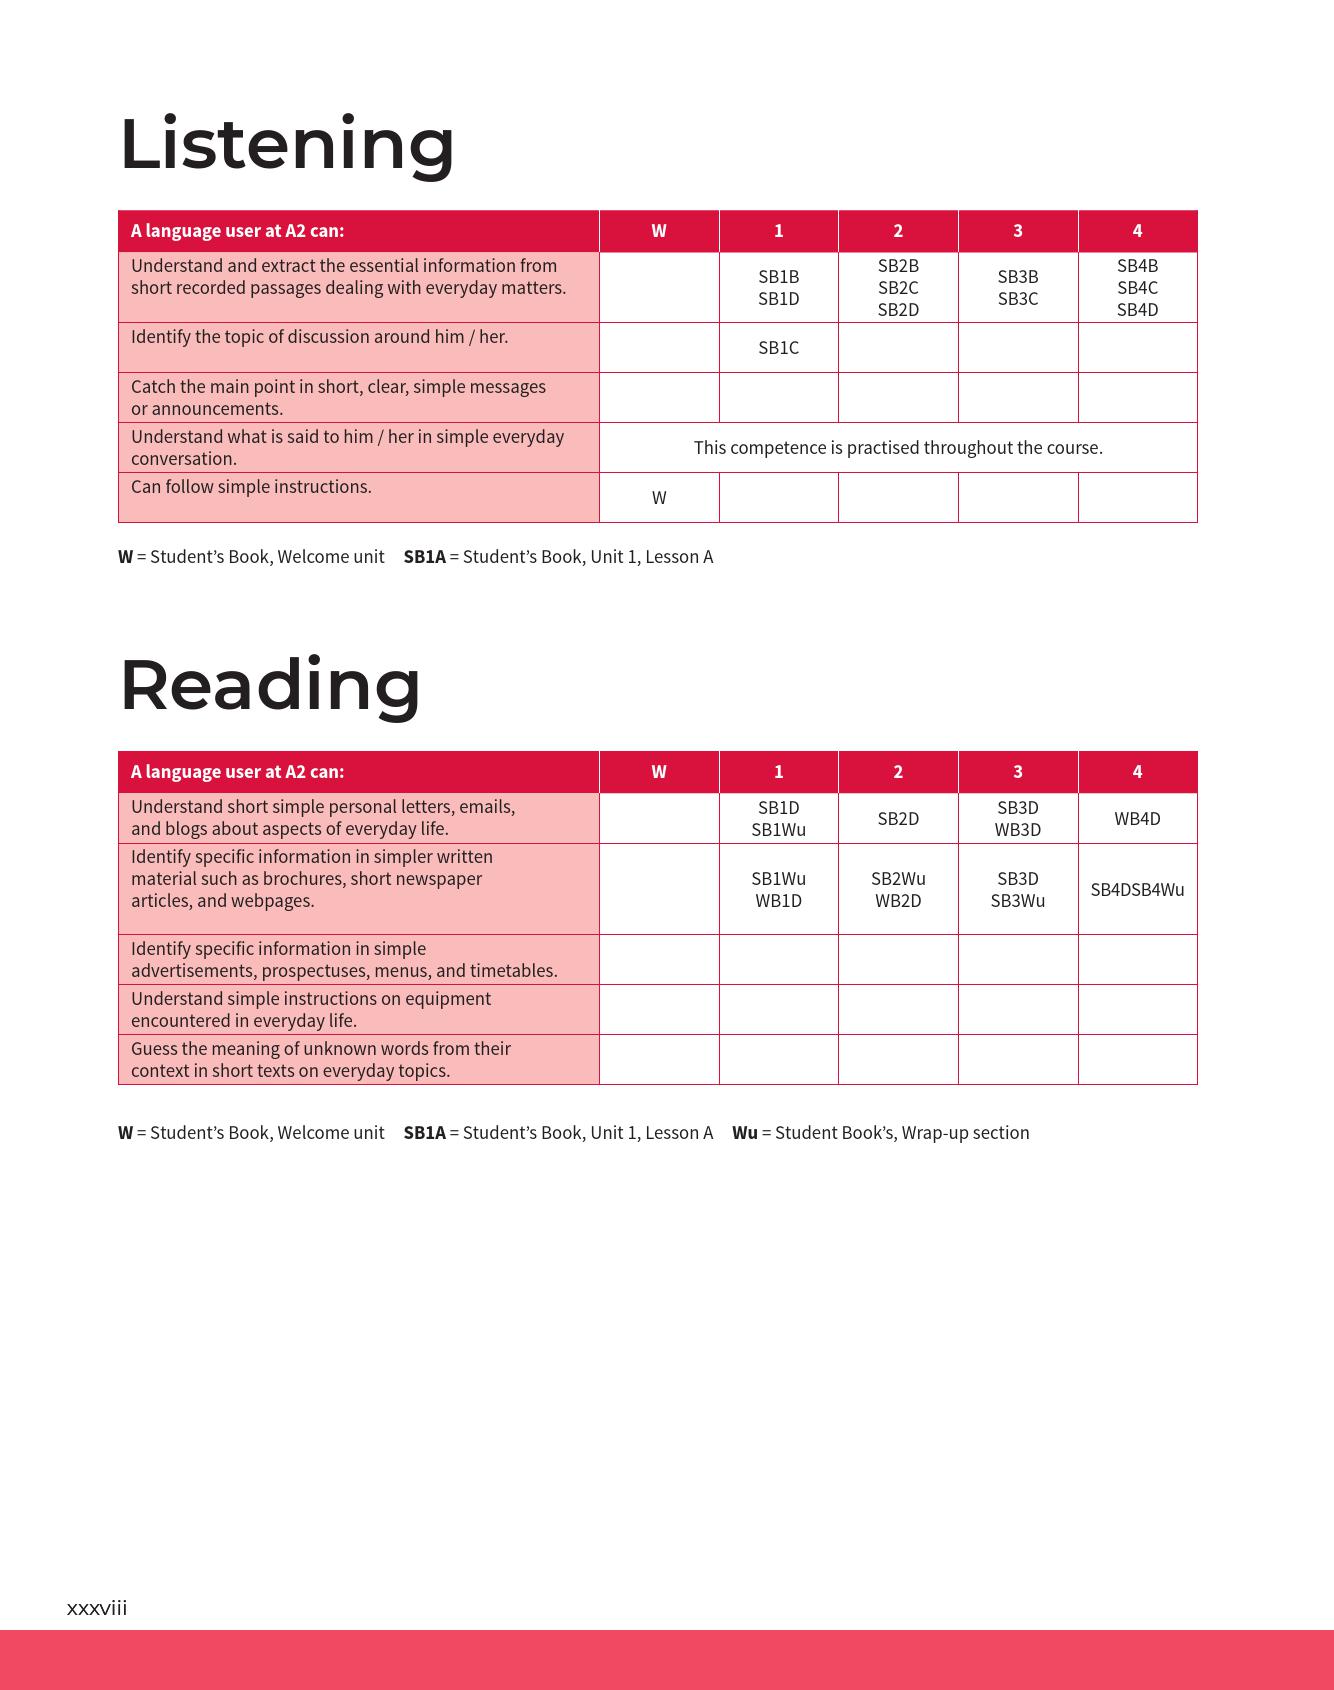 Listening
A language user at A2 can: W 1 2 3 4
Understand and extract the essential information from
short recorded passages dealing with everyday matters.
SB1B
SB1D
SB2B
SB2C
SB2D
SB3B
SB3C
SB4B
SB4C
SB4D
Identify the topic of discussion around him / her.
SB1C
Catch the main point in short, clear, simple messages
or announcements.
Understand what is said to him / her in simple everyday
conversation.
This competence is practised throughout the course.
Can follow simple instructions.
W
W = Student’s Book, Welcome unit SB1A = Student’s Book, Unit 1, Lesson A
Reading
A language user at A2 can: W 1 2 3 4
Understand short simple personal letters, emails,
and blogs about aspects of everyday life.
SB1D
SB1Wu
SB2D
SB3D
WB3D
WB4D
Identify specific information in simpler written
material such as brochures, short newspaper
articles, and webpages.
SB1Wu
WB1D
SB2Wu
WB2D
SB3D
SB3Wu
SB4DSB4Wu
Identify specific information in simple
advertisements, prospectuses, menus, and timetables.
Understand simple instructions on equipment
encountered in everyday life.
Guess the meaning of unknown words from their
context in short texts on everyday topics.
W = Student’s Book, Welcome unit SB1A = Student’s Book, Unit 1, Lesson A Wu = Student Book’s, Wrap-up section
xxxviii